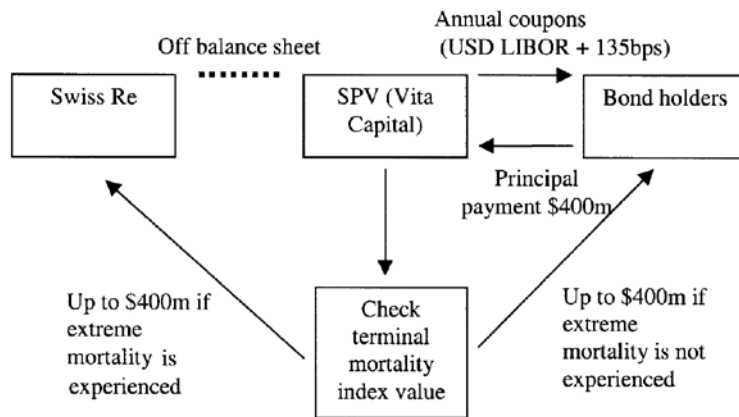 Off balance sheet
Annual coupons
(USD LIBOR + 135bps)
Swiss Re
SPV (Vita
Capital)
Bond holders
Principal
payment $400m
Up to $400m if
extreme
mortality is
experienced
Check
terminal
mortality
index value
Up to $400m if
extreme
mortality is not
experienced